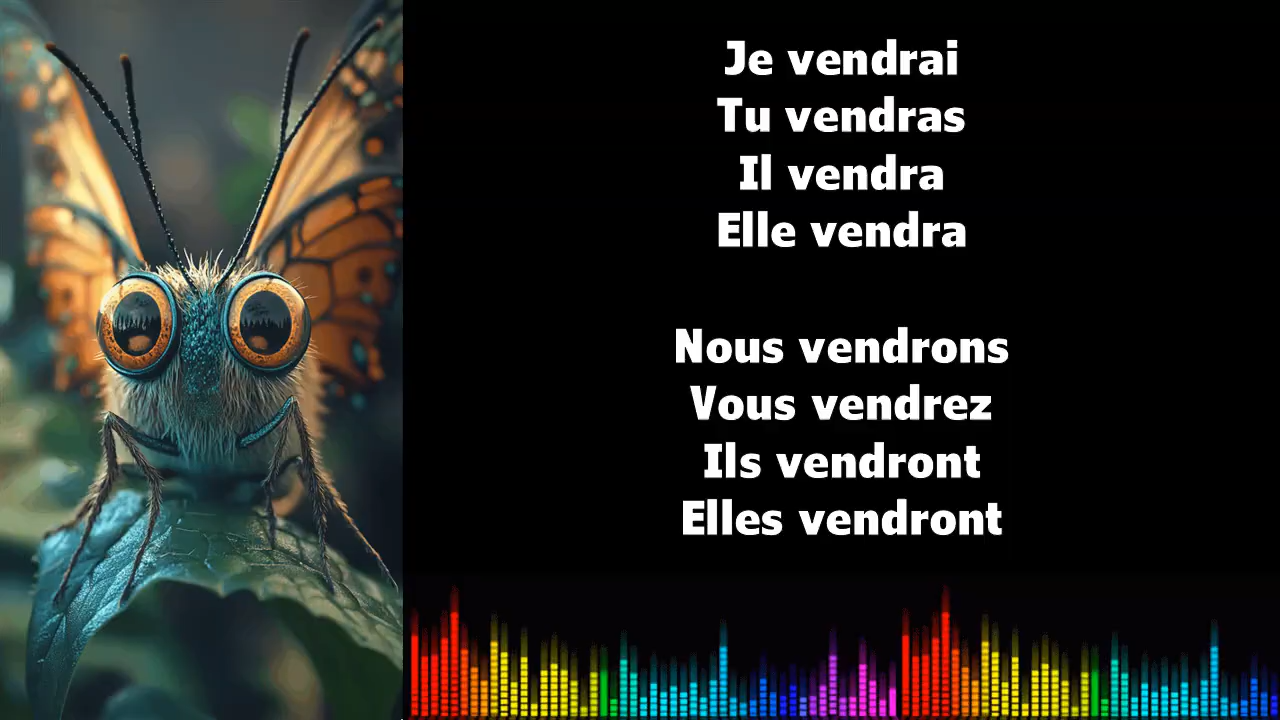 Je vendrai
Tu vendras
Il vendra
Elle vendra
Nous vendrons
Vous vendrez
Ils vendront
Elles vendront